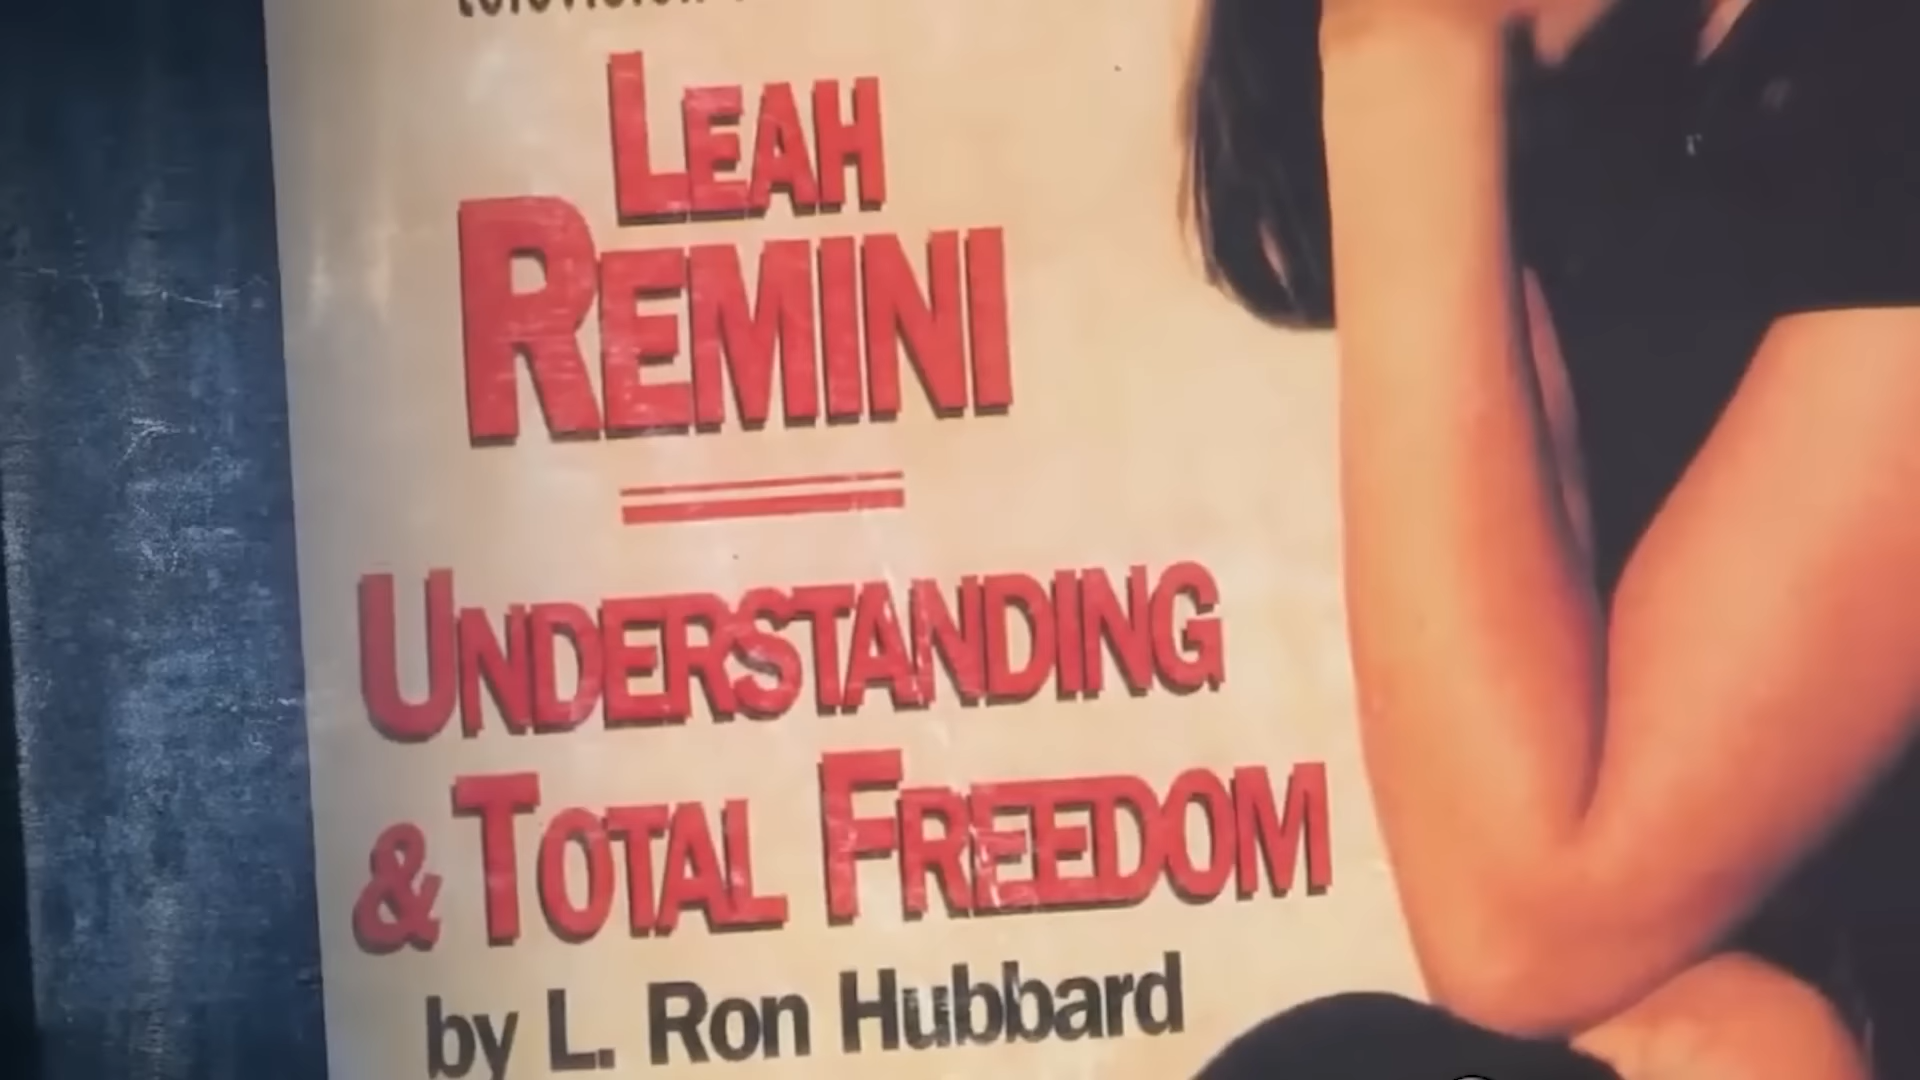 LEAH
REMINI
UNDERSTANDING
& TOTAL FREEDOM
by L. Ron Hubbard